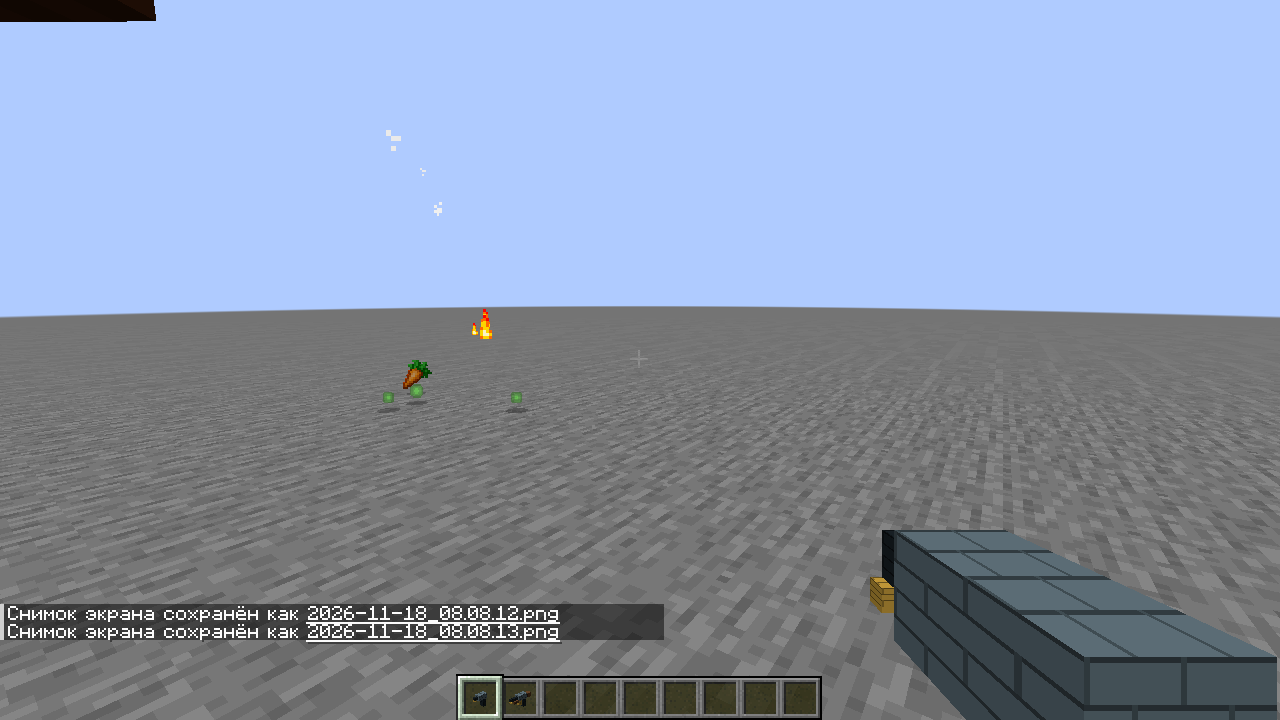 Снимок экрана сохранён как 2026-11-18_08.08.12.png
Снимок экрана сохранён как 2026-11-18_08.08.13.png